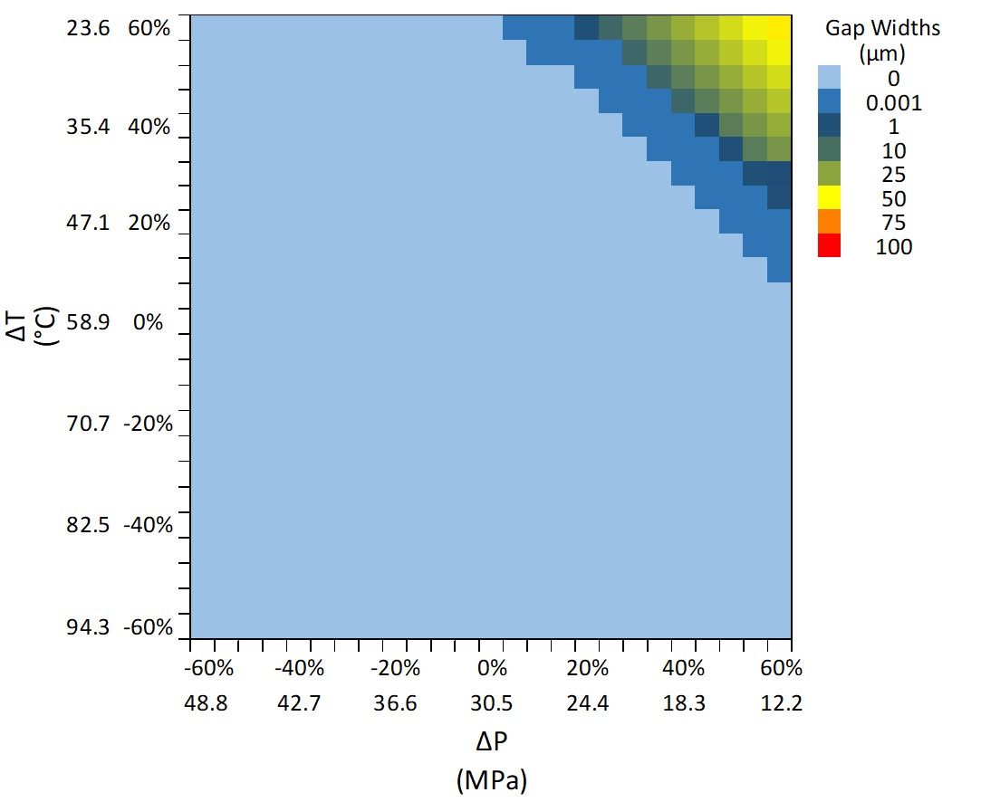 23.6 60%
35.4 40%
47.1 20%
58.9 0%
70.7 -20%
82.5 -40%
94.3 -60%
ΔT
(°C)
-60% -40% -20% 0% 20% 40% 60%
48.8 42.7 36.6 30.5 24.4 18.3 12.2
ΔP
(MPa)
Gap Widths
(µm)
0
0.001
1
10
25
50
75
100